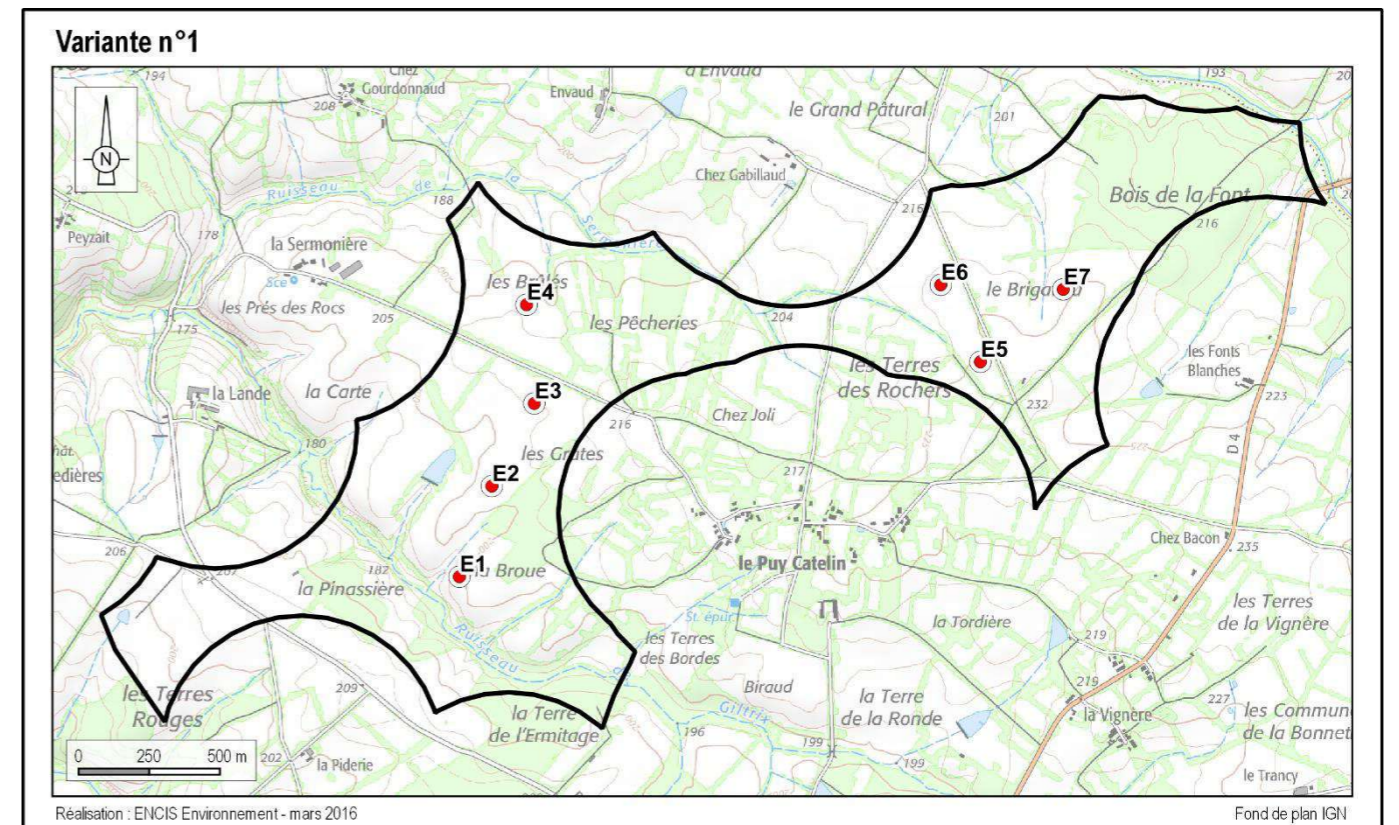 Variante n°1
194
Chez
Gourdonnaud
208
Envaud
d'Envaud
le Grand Pâtural
201
193
N
Chez Gabillaud
Bois de la Font
216
216
Ruisseau de la Sermonière
188
178
Peyzait
la Sermonière
Sce
les Prés des Rocs
205
175
les Brûlés
E4
les Pêcheries
204
E6
le Brigaud
E7
E5
les Terres
des Rochers
les Fonts
Blanches
223
232
D 4
la Lande
la Carte
E3
216
Chez Joli
les Grates
E2
180
217
206
le Puy Catelin
Chez Bacon
235
207
la Pinassière
182
E1
la Broue
St. épur.
les Terres
des Bordes
la Tordière
les Terres
de la Vignère
219
219
Ruisseau
Giltrix
209
les Terres
Rouges
la Terre
de l'Ermitage
Biraud
la Terre
de la Ronde
196
199
199
la Vignère
227
les Commun
de la Bonnet
le Trancy
202
la Piderie
0 250 500 m
Réalisation : ENCIS Environnement - mars 2016
Fond de plan IGN